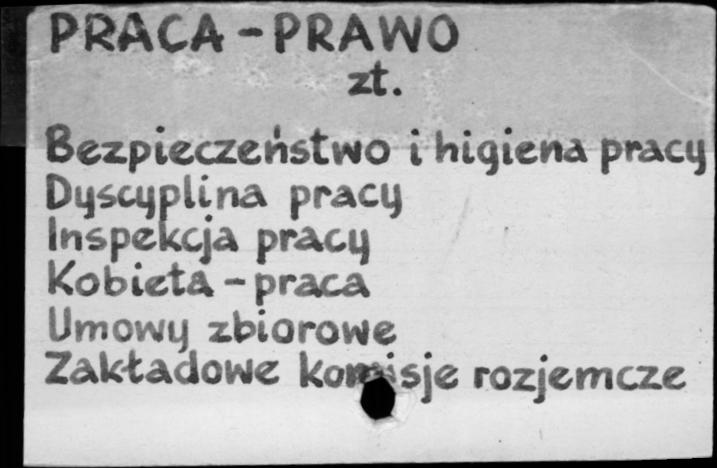 PRACA - PRAWO
zt.
Bezpieczeństwo i higiena pracy
Dyscyplina pracy
Inspekcja pracy
Kobieta - praca
Umowy zbiorowe
Zakładowe komisje rozjemcze